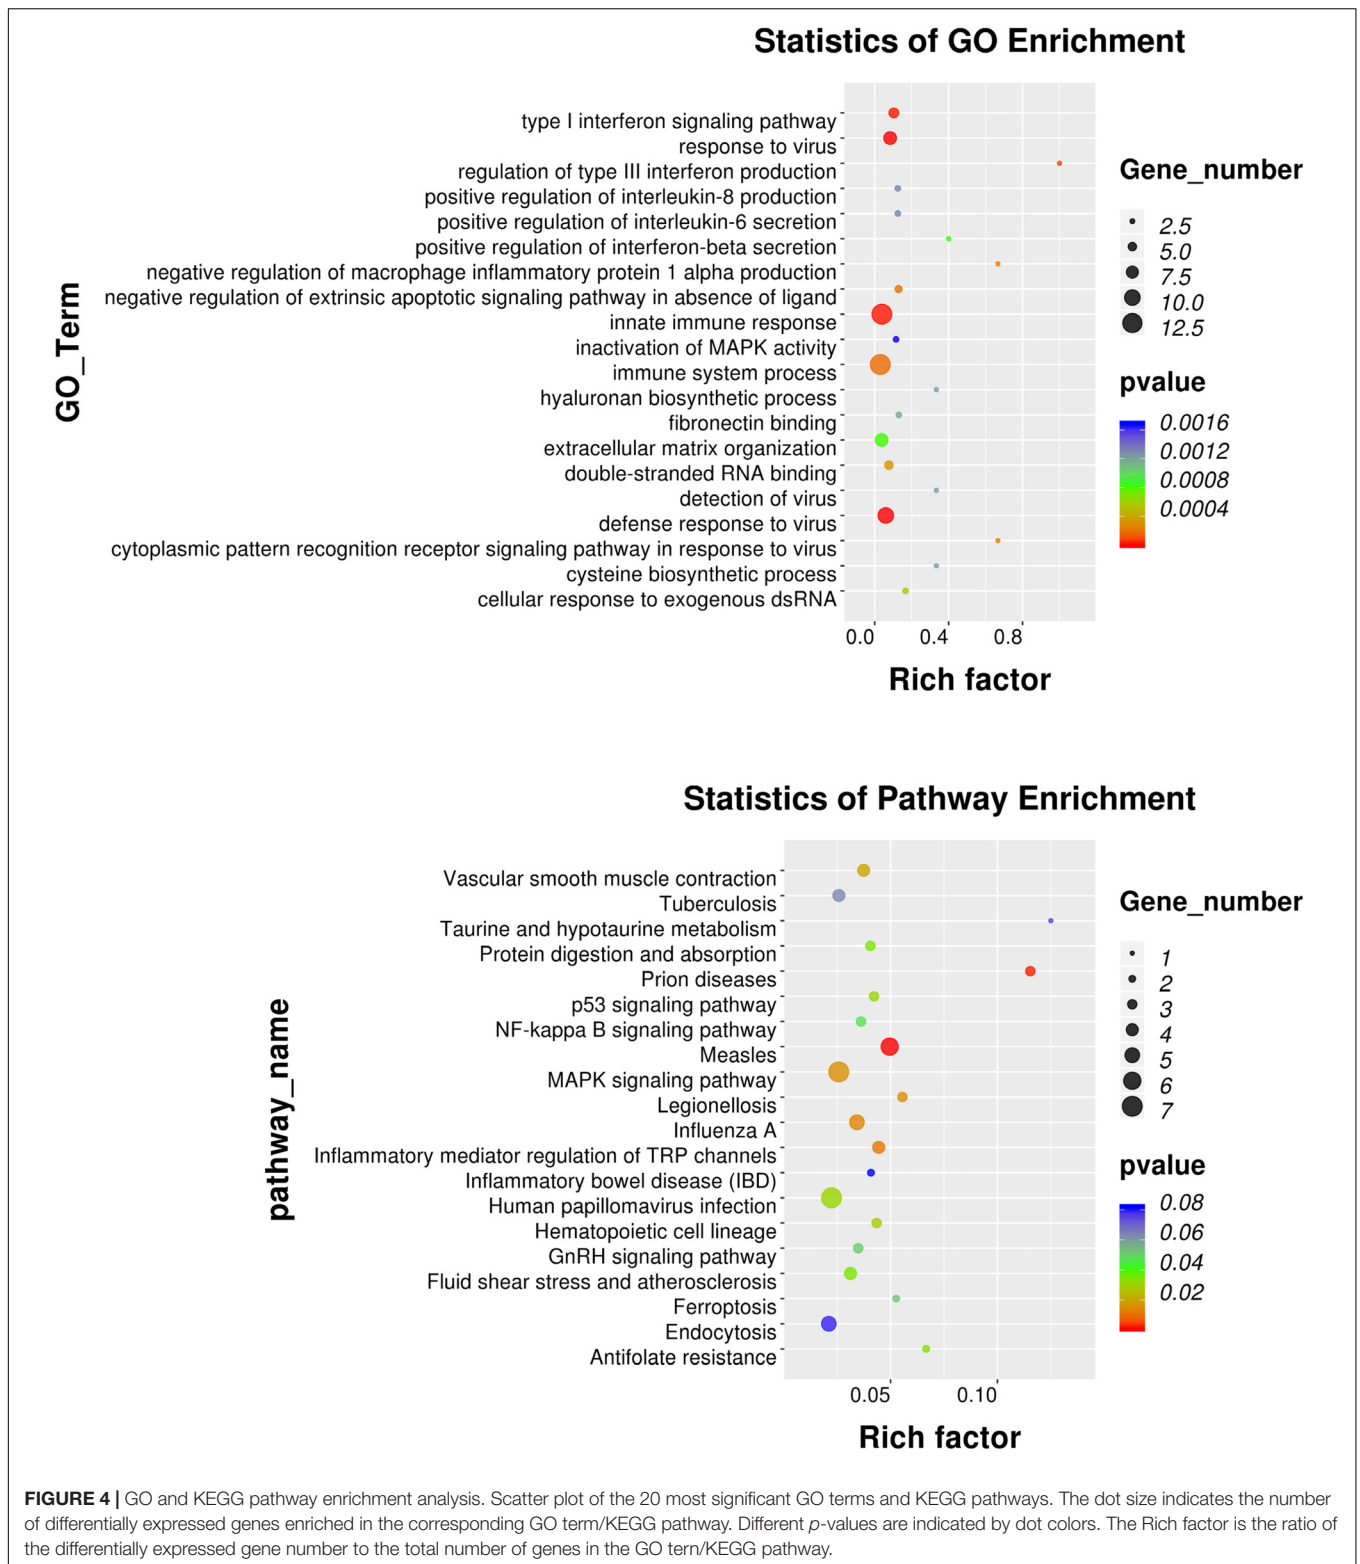 Statistics of GO Enrichment
GO_Term
type I interferon signaling pathway
response to virus
regulation of type III interferon production
positive regulation of interleukin-8 production
positive regulation of interleukin-6 secretion
positive regulation of interferon-beta secretion
negative regulation of macrophage inflammatory protein 1 alpha production
negative regulation of extrinsic apoptotic signaling pathway in absence of ligand
innate immune response
inactivation of MAPK activity
immune system process
hyaluronan biosynthetic process
fibronectin binding
extracellular matrix organization
double-stranded RNA binding
detection of virus
defense response to virus
cytoplasmic pattern recognition receptor signaling pathway in response to virus
cysteine biosynthetic process
cellular response to exogenous dsRNA
0.0 0.4 0.8
Rich factor
Gene_number
2.5
5.0
7.5
10.0
12.5
pvalue
0.0016
0.0012
0.0008
0.0004
Statistics of Pathway Enrichment
pathway_name
Vascular smooth muscle contraction
Tuberculosis
Taurine and hypotaurine metabolism
Protein digestion and absorption
Prion diseases
p53 signaling pathway
NF-kappa B signaling pathway
Measles
MAPK signaling pathway
Legionellosis
Influenza A
Inflammatory mediator regulation of TRP channels
Inflammatory bowel disease (IBD)
Human papillomavirus infection
Hematopoietic cell lineage
GnRH signaling pathway
Fluid shear stress and atherosclerosis
Ferroptosis
Endocytosis
Antifolate resistance
0.05 0.10
Rich factor
Gene_number
1
2
3
4
5
6
7
pvalue
0.08
0.06
0.04
0.02
FIGURE 4 | GO and KEGG pathway enrichment analysis. Scatter plot of the 20 most significant GO terms and KEGG pathways. The dot size indicates the number
of differentially expressed genes enriched in the corresponding GO term/KEGG pathway. Different p-values are indicated by dot colors. The Rich factor is the ratio of
the differentially expressed gene number to the total number of genes in the GO tern/KEGG pathway.